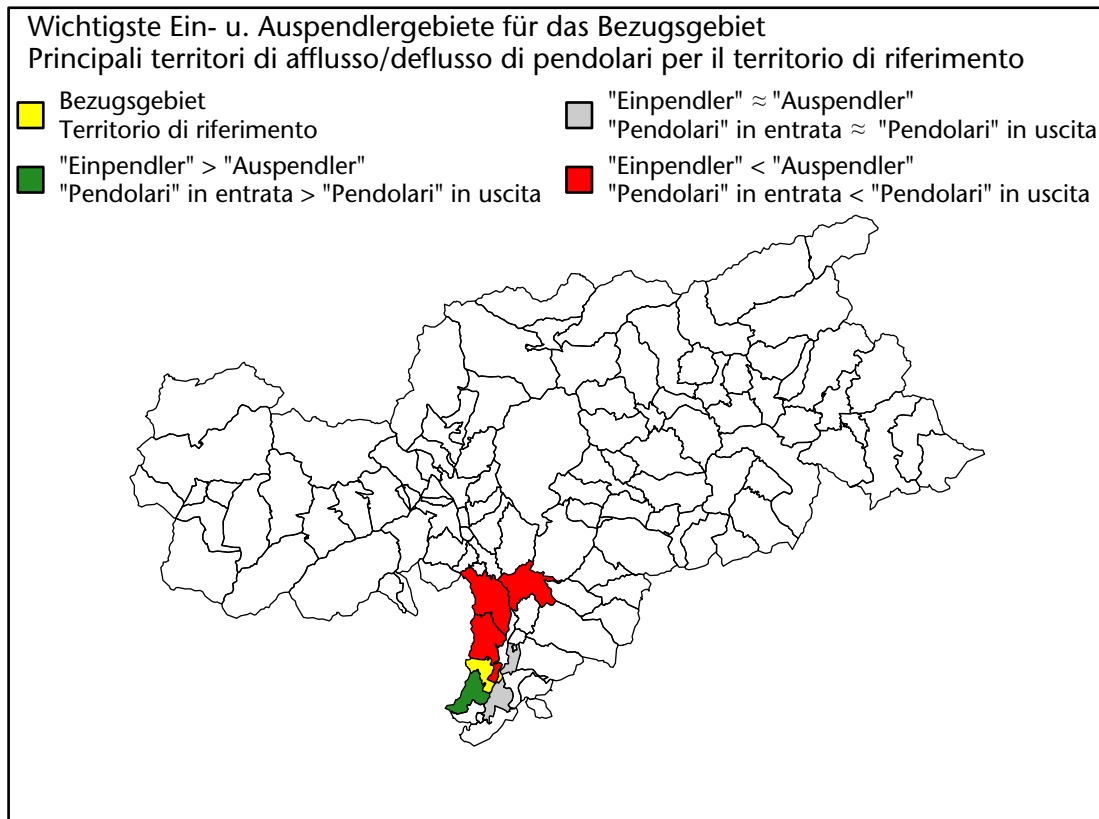 Wichtigste Ein- u. Auspendlergebiete für das Bezugsgebiet
Principali territori di afflusso/deflusso di pendolari per il territorio di riferimento
Bezugsgebiet
Territorio di riferimento
"Einpendler" > "Auspendler"
"Pendolari" in entrata > "Pendolari" in uscita
"Einpendler" ≈ "Auspendler"
"Pendolari" in entrata ≈ "Pendolari" in uscita
"Einpendler" < "Auspendler"
"Pendolari" in entrata < "Pendolari" in uscita